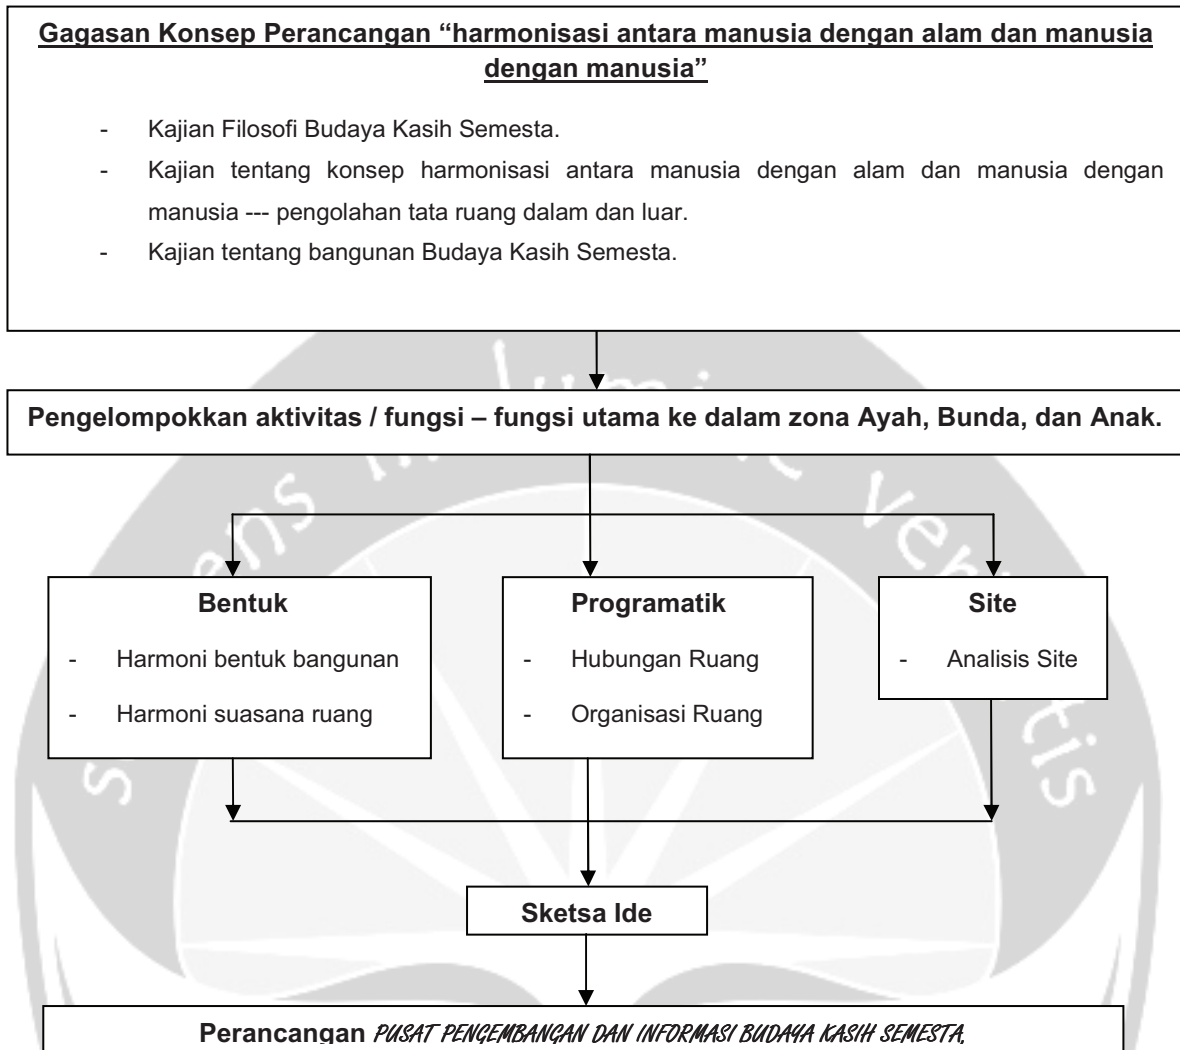 Gagasan Konsep Perancangan “harmonisasi antara manusia dengan alam dan manusia
dengan manusia”
- Kajian Filosofi Budaya Kasih Semesta.
- Kajian tentang konsep harmonisasi antara manusia dengan alam dan manusia dengan
manusia --- pengolahan tata ruang dalam dan luar.
- Kajian tentang bangunan Budaya Kasih Semesta.
Pengelompokkan aktivitas / fungsi – fungsi utama ke dalam zona Ayah, Bunda, dan Anak.
Bentuk
- Harmoni bentuk bangunan
- Harmoni suasana ruang
Programatik
- Hubungan Ruang
- Organisasi Ruang
Site
- Analisis Site
Sketsa Ide
Perancangan PUSAT PENGEMBANGAN DAN INFORMASI BUDAYA KASIH SEMESTA,